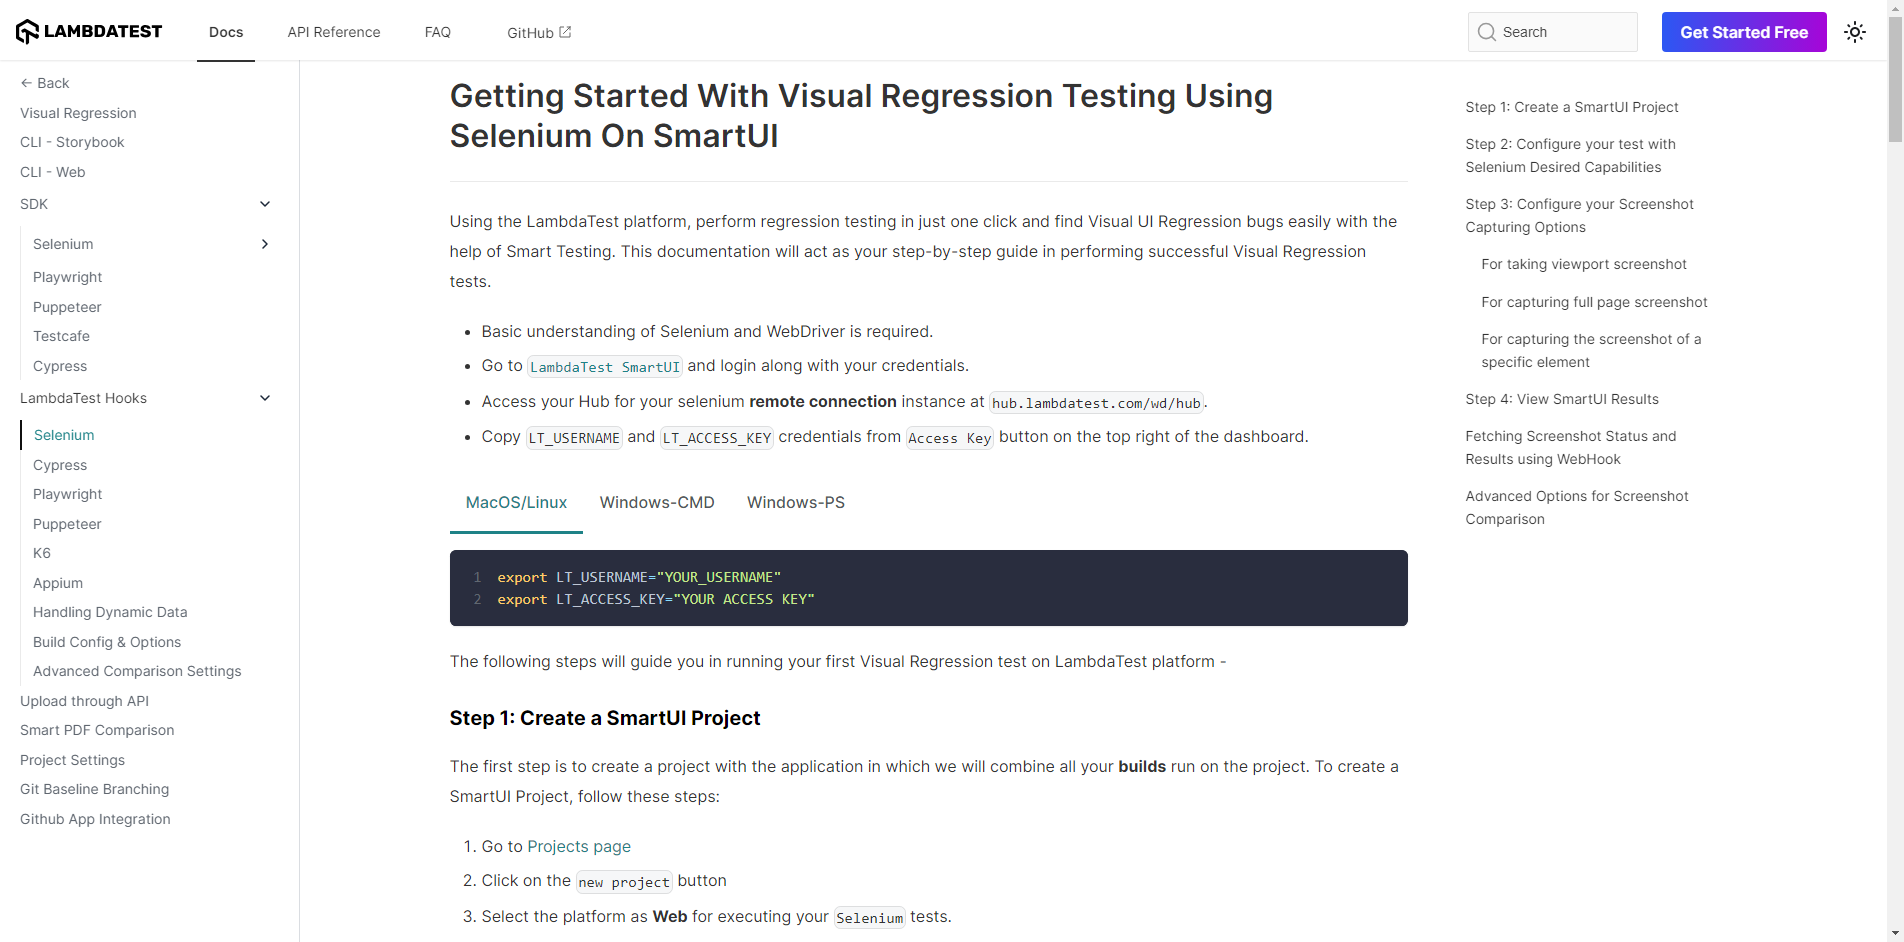 LAMBDATEST
Docs
API Reference
FAQ
GitHub
Search
Get Started Free
← Back
Visual Regression
CLI - Storybook
CLI - Web
SDK
Selenium
Playwright
Puppeteer
Testcafe
Cypress
LambdaTest Hooks
Selenium
Cypress
Playwright
Puppeteer
K6
Appium
Handling Dynamic Data
Build Config & Options
Advanced Comparison Settings
Upload through API
Smart PDF Comparison
Project Settings
Git Baseline Branching
Github App Integration
Getting Started With Visual Regression Testing Using
Selenium On SmartUI
Using the LambdaTest platform, perform regression testing in just one click and find Visual UI Regression bugs easily with the
help of Smart Testing. This documentation will act as your step-by-step guide in performing successful Visual Regression
tests.
• Basic understanding of Selenium and WebDriver is required.
• Go to LambdaTest SmartUI and login along with your credentials.
• Access your Hub for your selenium remote connection instance at hub.lambdatest.com/wd/hub.
• Copy LT_USERNAME and LT_ACCESS_KEY credentials from Access Key button on the top right of the dashboard.
MacOS/Linux
Windows-CMD
Windows-PS
1 export LT_USERNAME="YOUR_USERNAME"
2 export LT_ACCESS_KEY="YOUR ACCESS KEY"
The following steps will guide you in running your first Visual Regression test on LambdaTest platform -
Step 1: Create a SmartUI Project
The first step is to create a project with the application in which we will combine all your builds run on the project. To create a
SmartUI Project, follow these steps:
1. Go to Projects page
2. Click on the new project button
3. Select the platform as Web for executing your Selenium tests.
Step 1: Create a SmartUI Project
Step 2: Configure your test with
Selenium Desired Capabilities
Step 3: Configure your Screenshot
Capturing Options
For taking viewport screenshot
For capturing full page screenshot
For capturing the screenshot of a
specific element
Step 4: View SmartUI Results
Fetching Screenshot Status and
Results using WebHook
Advanced Options for Screenshot
Comparison